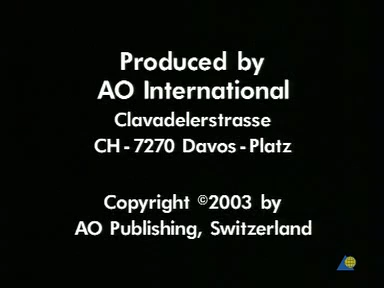 Produced by
AO International
Clavadelerstrasse
CH - 7270 Davos - Platz
Copyright ©2003 by
AO Publishing, Switzerland